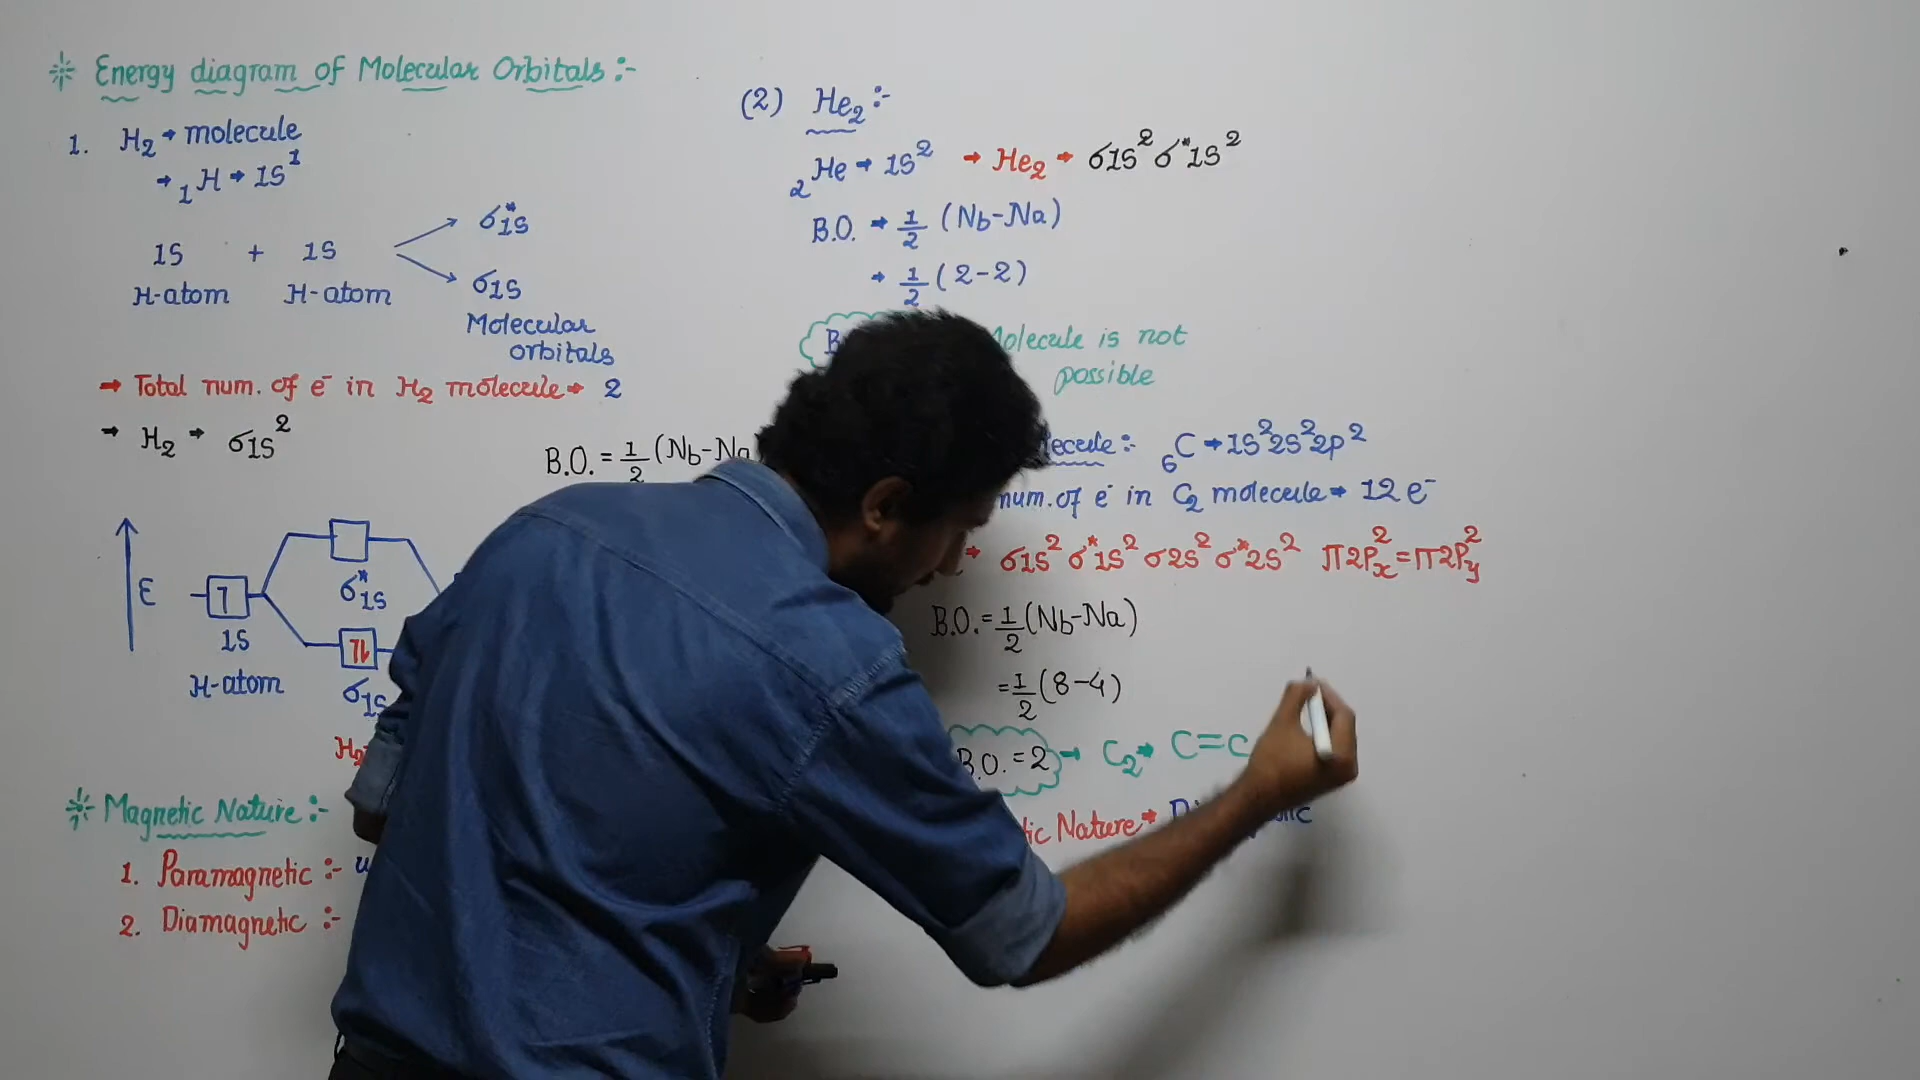 Energy diagram of Molecular Orbitals :-
1. H₂ → molecule
→ ₁H → 1S¹
1S + 1S
H-atom H-atom
σ*1S
σ1S
Molecular
orbitals
→ Total num. of e⁻ in H₂ molecule → 2
→ H₂ → σ1S²
B.O. = 1/2 (Nb-Na
E
1S
H-atom
σ*1S
σ1S
H₂
Magnetic Nature :-
1. Paramagnetic :- u
2. Diamagnetic :-
(2) He₂ :-
₂He → 1S² → He₂ → σ1S² σ*1S²
B.O. → 1/2 (Nb-Na)
→ 1/2 (2-2)
Molecule is not
possible
:- ₆C → 1S² 2S² 2P²
num. of e⁻ in C₂ molecule → 12 e⁻
→ σ1S² σ*1S² σ2S² σ*2S² π2Px² = π2Py²
B.O. = 1/2 (Nb-Na)
= 1/2 (8-4)
B.O. = 2 → C₂ → C=C
Nature →